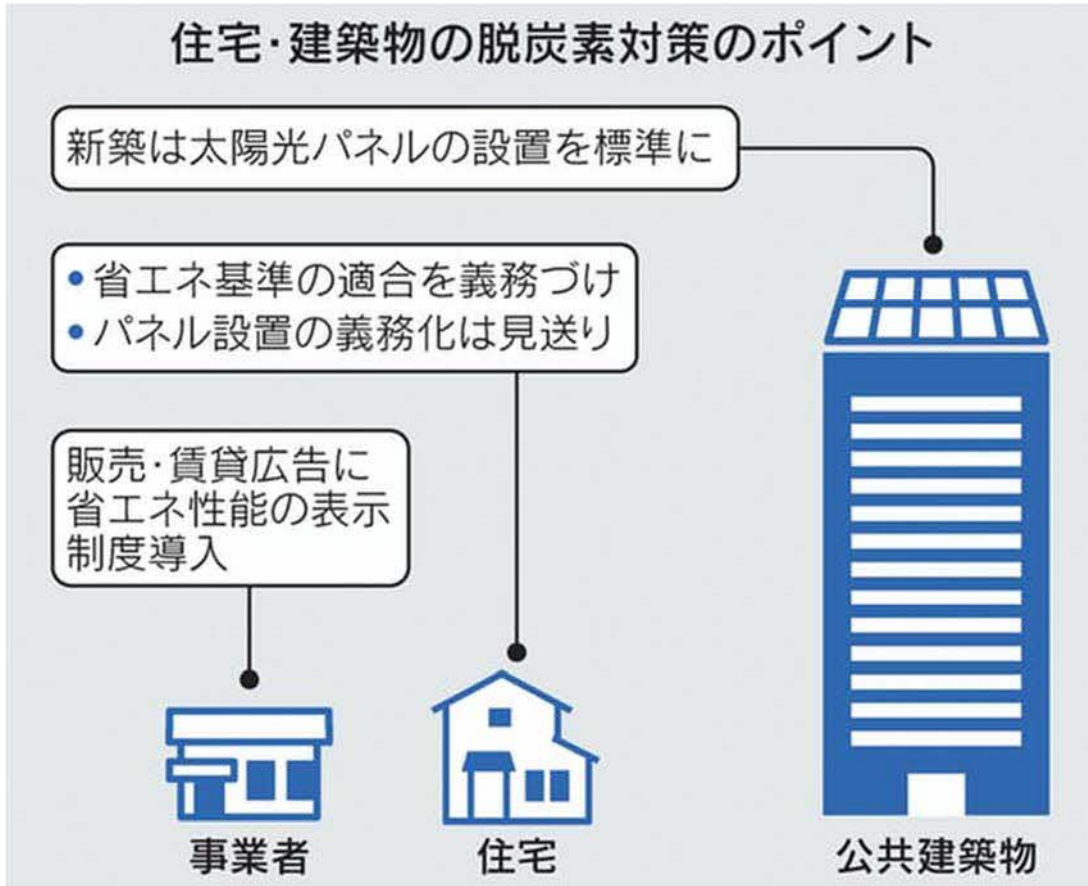 住宅・建築物の脱炭素対策のポイント
新築は太陽光パネルの設置を標準に
• 省エネ基準の適合を義務づけ
• パネル設置の義務化は見送り
販売・賃貸広告に
省エネ性能の表示
制度導入
事業者
住宅
公共建築物